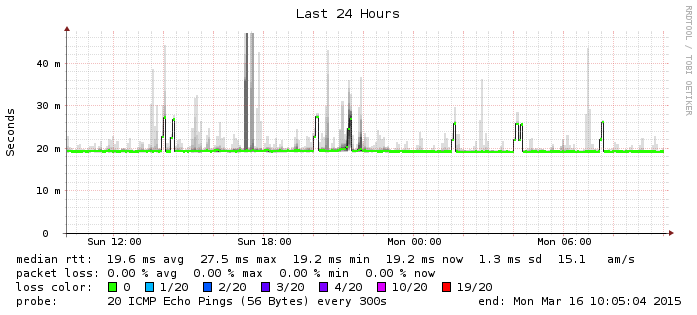 Last 24 Hours
RRDTOOL / TOBI OETIKER
Seconds
40 m
30 m
20 m
10 m
0
Sun 12:00 Sun 18:00 Mon 00:00 Mon 06:00
median rtt: 19.6 ms avg 27.5 ms max 19.2 ms min 19.2 ms now 1.3 ms sd 15.1 am/s
packet loss: 0.00 % avg 0.00 % max 0.00 % min 0.00 % now
loss color: 0 1/20 2/20 3/20 4/20 10/20 19/20
probe: 20 ICMP Echo Pings (56 Bytes) every 300s end: Mon Mar 16 10:05:04 2015